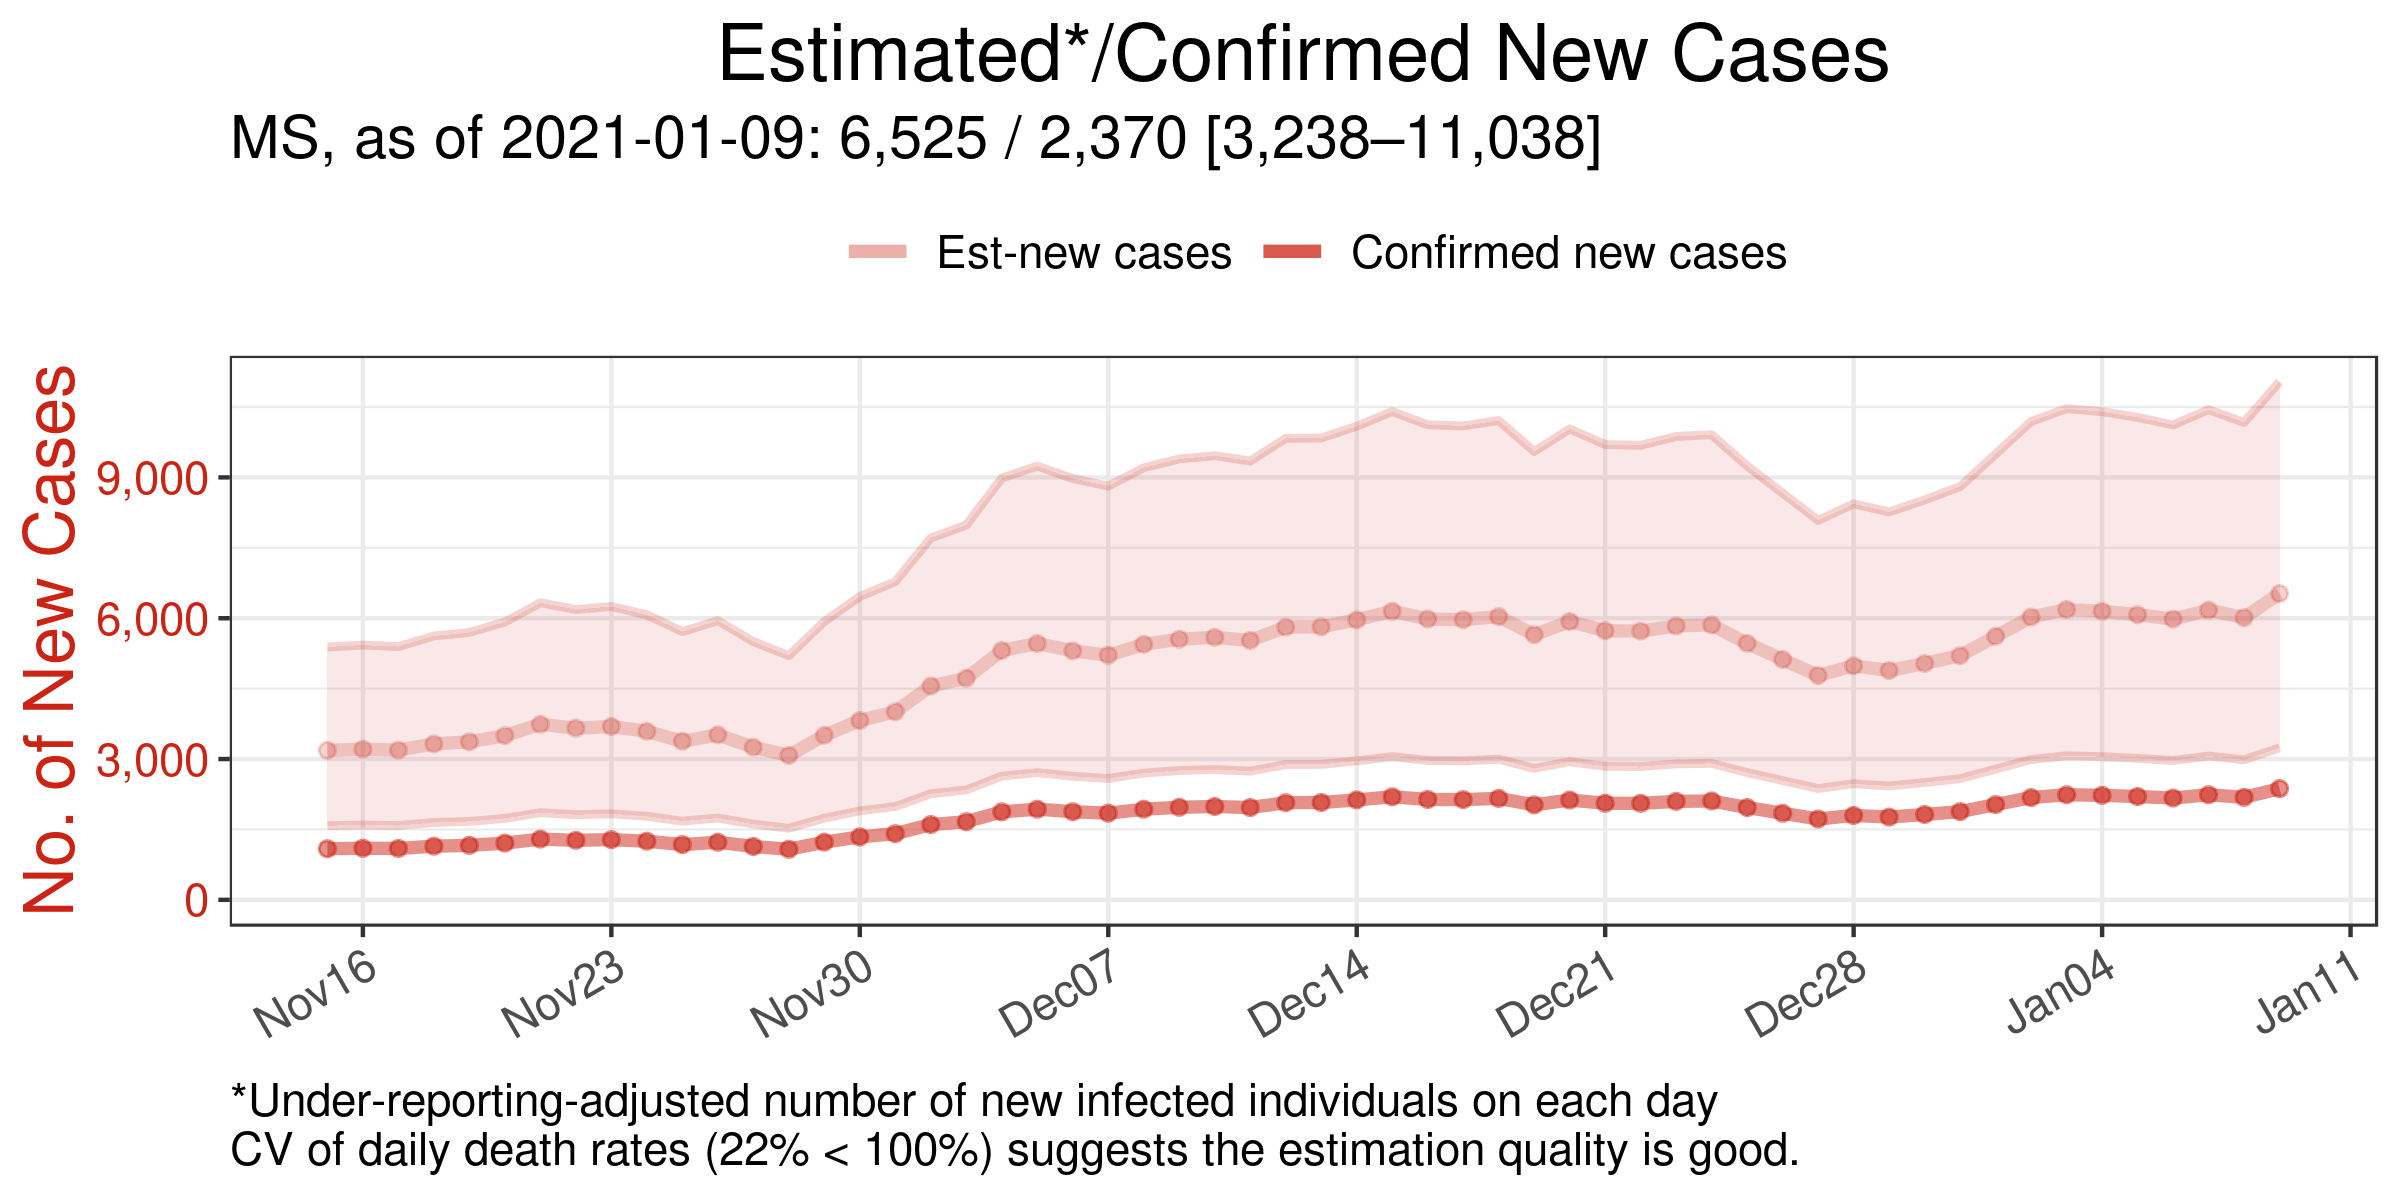 Estimated*/Confirmed New Cases
MS, as of 2021-01-09: 6,525 / 2,370 [3,238–11,038]
Est-new cases Confirmed new cases
No. of New Cases
9,000
6,000
3,000
0
Nov16 Nov23 Nov30 Dec07 Dec14 Dec21 Dec28 Jan04 Jan11
*Under-reporting-adjusted number of new infected individuals on each day
CV of daily death rates (22% < 100%) suggests the estimation quality is good.